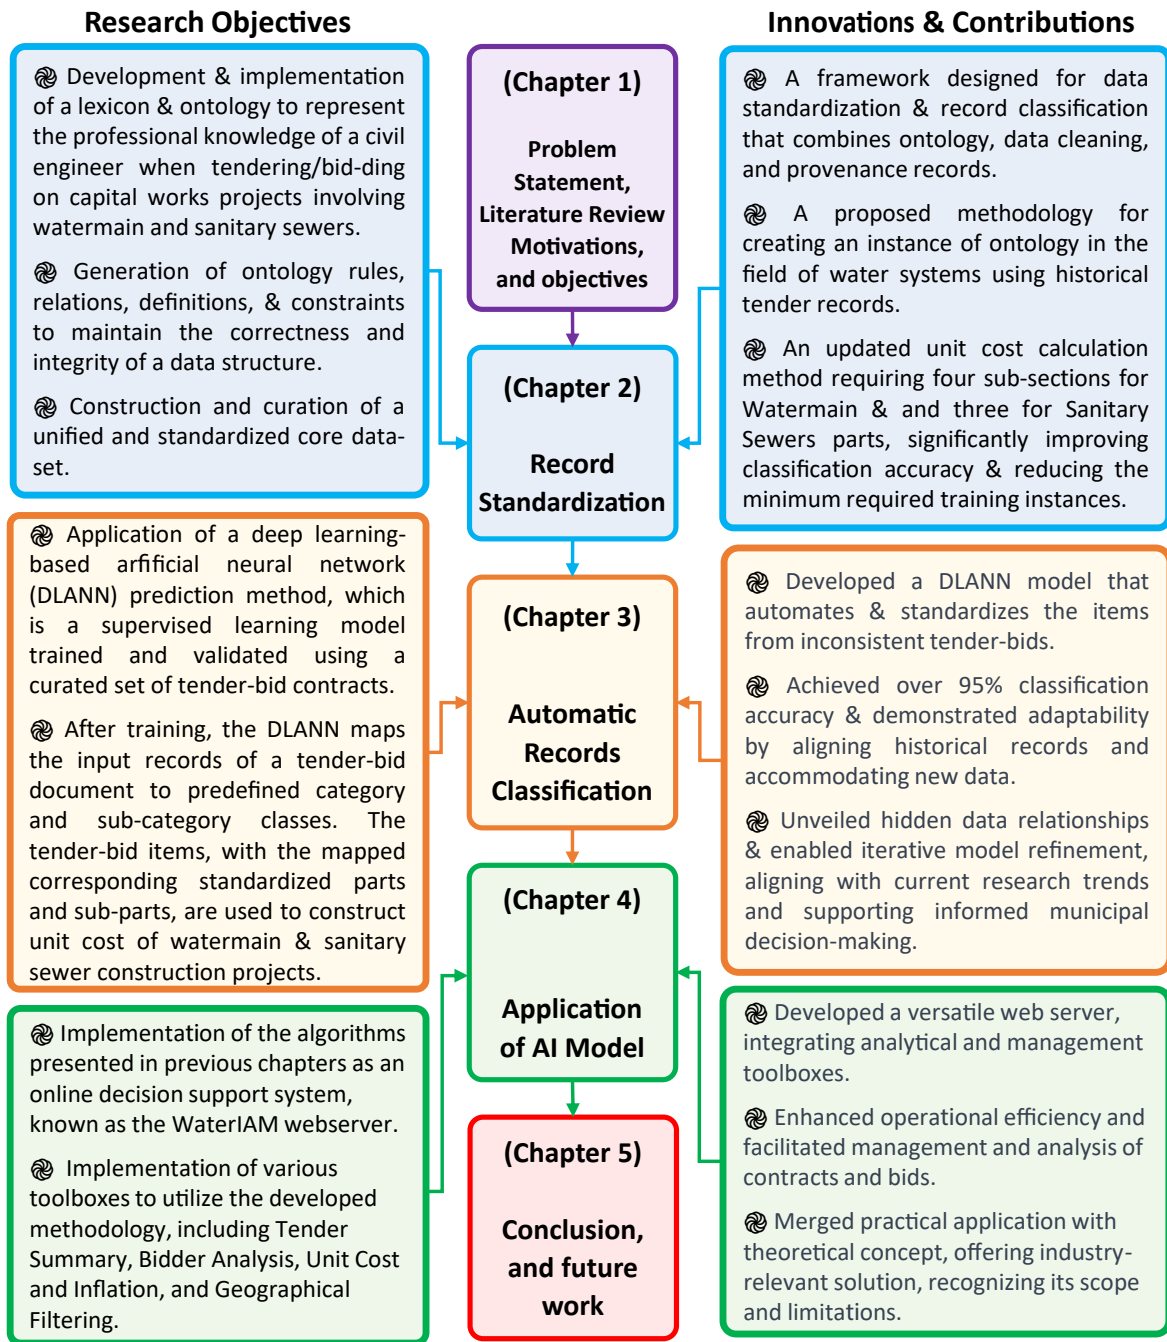 Research Objectives
֎ Development & implementation
of a lexicon & ontology to represent
the professional knowledge of a civil
engineer when tendering/bid-ding
on capital works projects involving
watermain and sanitary sewers.
֎ Generation of ontology rules,
relations, definitions, & constraints
to maintain the correctness and
integrity of a data structure.
֎ Construction and curation of a
unified and standardized core data-
set.
֎ Application of a deep learning-
based arfificial neural network
(DLANN) prediction method, which
is a supervised learning model
trained and validated using a
curated set of tender-bid contracts.
֎ After training, the DLANN maps
the input records of a tender-bid
document to predefined category
and sub-category classes. The
tender-bid items, with the mapped
corresponding standardized parts
and sub-parts, are used to construct
unit cost of watermain & sanitary
sewer construction projects.
֎ Implementation of the algorithms
presented in previous chapters as an
online decision support system,
known as the WaterIAM webserver.
֎ Implementation of various
toolboxes to utilize the developed
methodology, including Tender
Summary, Bidder Analysis, Unit Cost
and Inflation, and Geographical
Filtering.
(Chapter 1)
Problem
Statement,
Literature Review
Motivations,
and objectives
(Chapter 2)
Record
Standardization
(Chapter 3)
Automatic
Records
Classification
(Chapter 4)
Application
of AI Model
(Chapter 5)
Conclusion,
and future
work
Innovations & Contributions
֎ A framework designed for data
standardization & record classification
that combines ontology, data cleaning,
and provenance records.
֎ A proposed methodology for
creating an instance of ontology in the
field of water systems using historical
tender records.
֎ An updated unit cost calculation
method requiring four sub-sections for
Watermain & and three for Sanitary
Sewers parts, significantly improving
classification accuracy & reducing the
minimum required training instances.
֎ Developed a DLANN model that
automates & standardizes the items
from inconsistent tender-bids.
֎ Achieved over 95% classification
accuracy & demonstrated adaptability
by aligning historical records and
accommodating new data.
֎ Unveiled hidden data relationships
& enabled iterative model refinement,
aligning with current research trends
and supporting informed municipal
decision-making.
֎ Developed a versatile web server,
integrating analytical and management
toolboxes.
֎ Enhanced operational efficiency and
facilitated management and analysis of
contracts and bids.
֎ Merged practical application with
theoretical concept, offering industry-
relevant solution, recognizing its scope
and limitations.